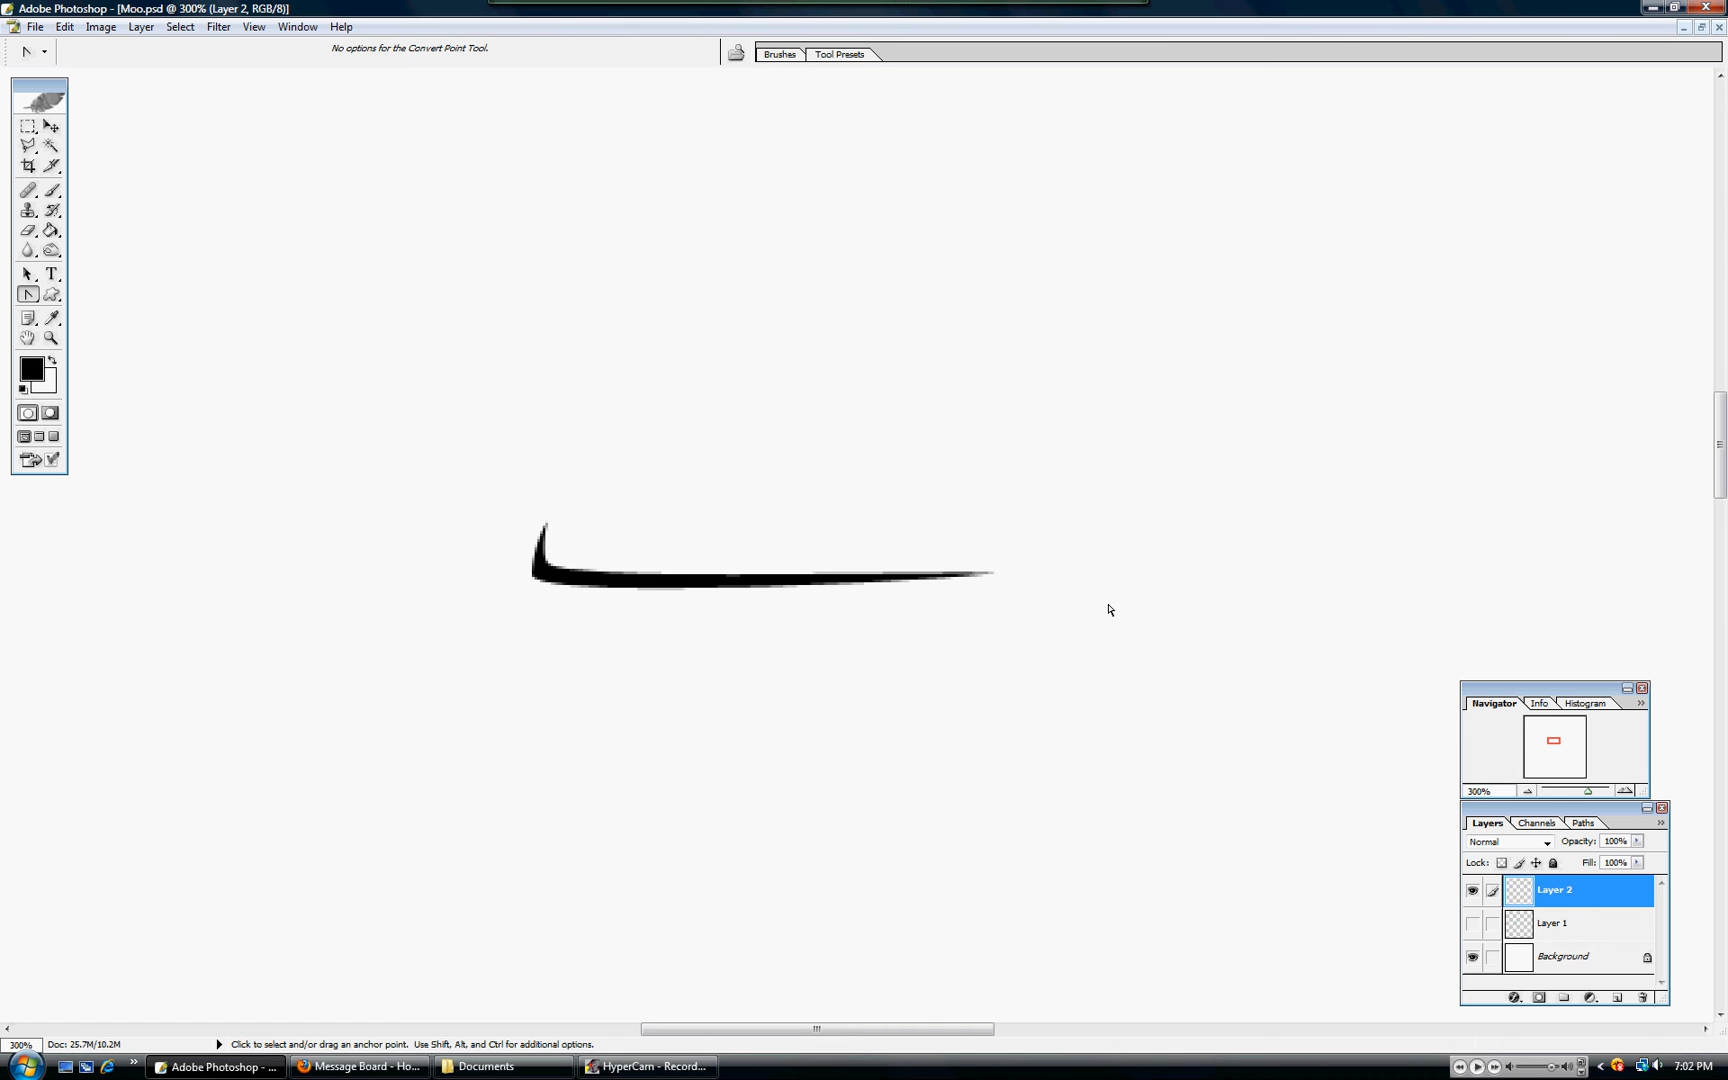 Adobe Photoshop - [Moo.psd @ 300% (Layer 2, RGB/8)]
File Edit Image Layer Select Filter View Window Help
No options for the Convert Point Tool.
Brushes Tool Presets
T
Navigator Info Histogram
300%
Layers Channels Paths
Normal Opacity: 100%
Lock: Fill: 100%
Layer 2
Layer 1
Background
300% Doc: 25.7M/10.2M Click to select and/or drag an anchor point. Use Shift, Alt, and Ctrl for additional options.
Adobe Photoshop - ... Message Board - Ho... Documents HyperCam - Record... 7:02 PM